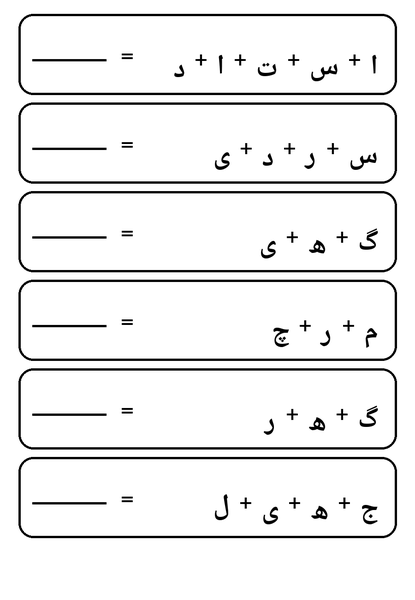 ا + س + ت + ا + د = ______
س + ر + د + ی = ______
گ + ھ + ی = ______
م + ر + چ = ______
گ + ھ + ر = ______
ج + ھ + ی + ل = ______